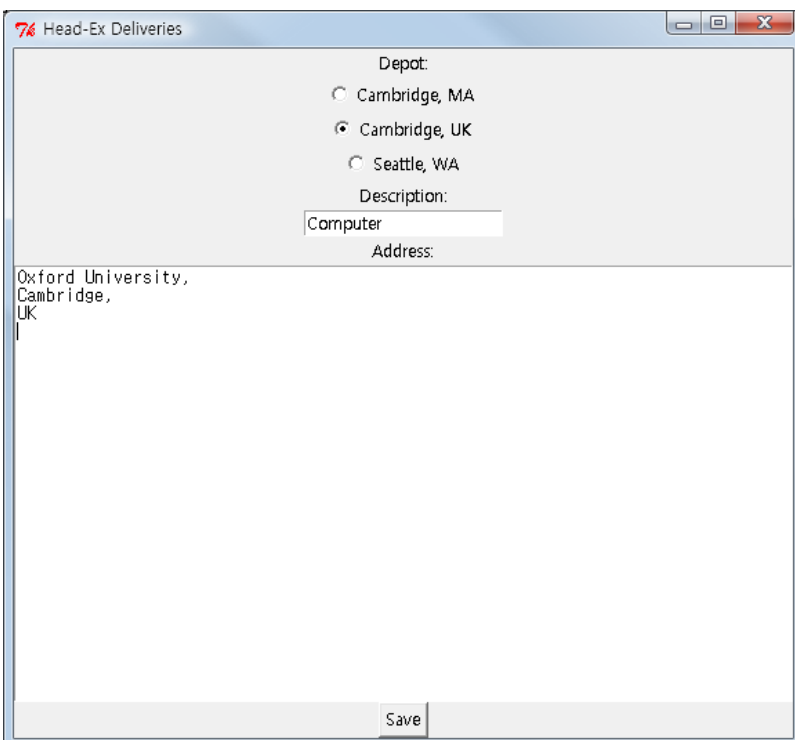 Head-Ex Deliveries
Depot:
Cambridge, MA
Cambridge, UK
Seattle, WA
Description:
Computer
Address:
Oxford University,
Cambridge,
UK
Save